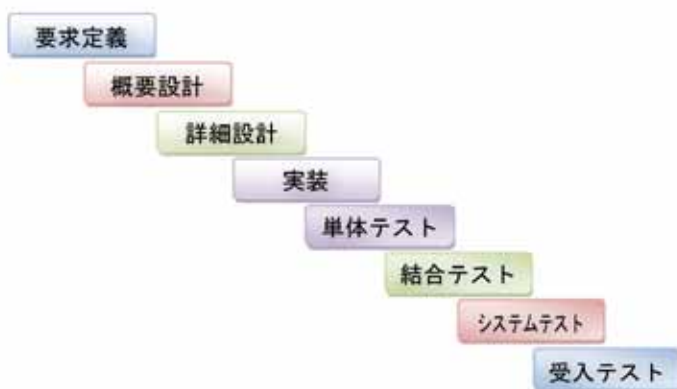 要求定義
概要設計
詳細設計
実装
単体テスト
結合テスト
システムテスト
受入テスト